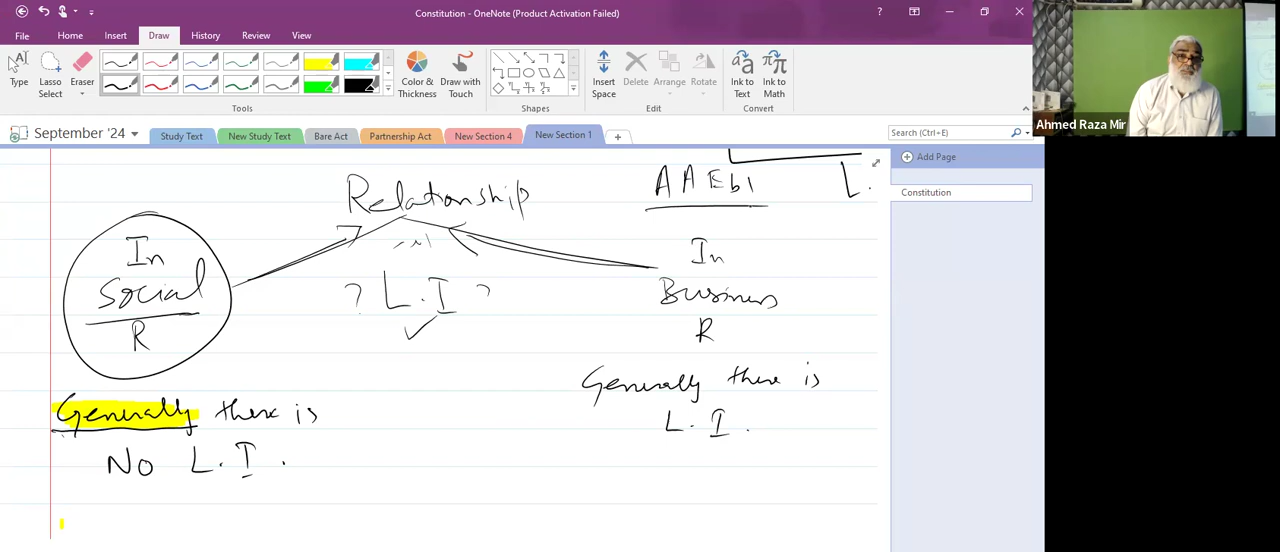 Constitution - OneNote (Product Activation Failed)
File Home Insert Draw History Review View
Type
Lasso Select
Eraser
Tools
Color & Thickness
Draw with Touch
Shapes
Insert Space
Delete
Arrange
Rotate
Edit
Ink to Text
Ink to Math
Convert
Ahmed Raza Mir
September '24
Study Text New Study Text Bare Act Partnership Act New Section 4 New Section 1
Search (Ctrl+E)
Add Page
Constitution
Relationship
A A E b1
L.
In
Social
R
? L.I ?
In
Business
R
Generally there is
No L.I.
Generally there is
L.I.